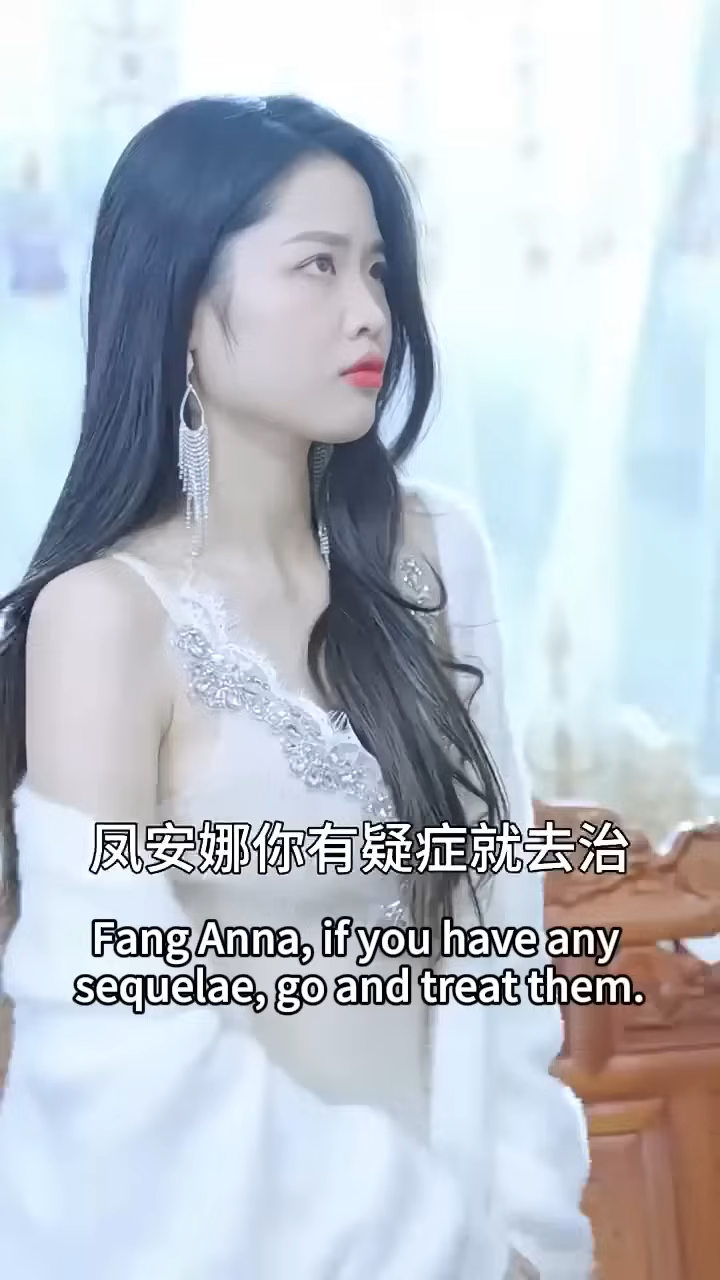 凤安娜你有疑症就去治
Fang Anna, if you have any
sequelae, go and treat them.